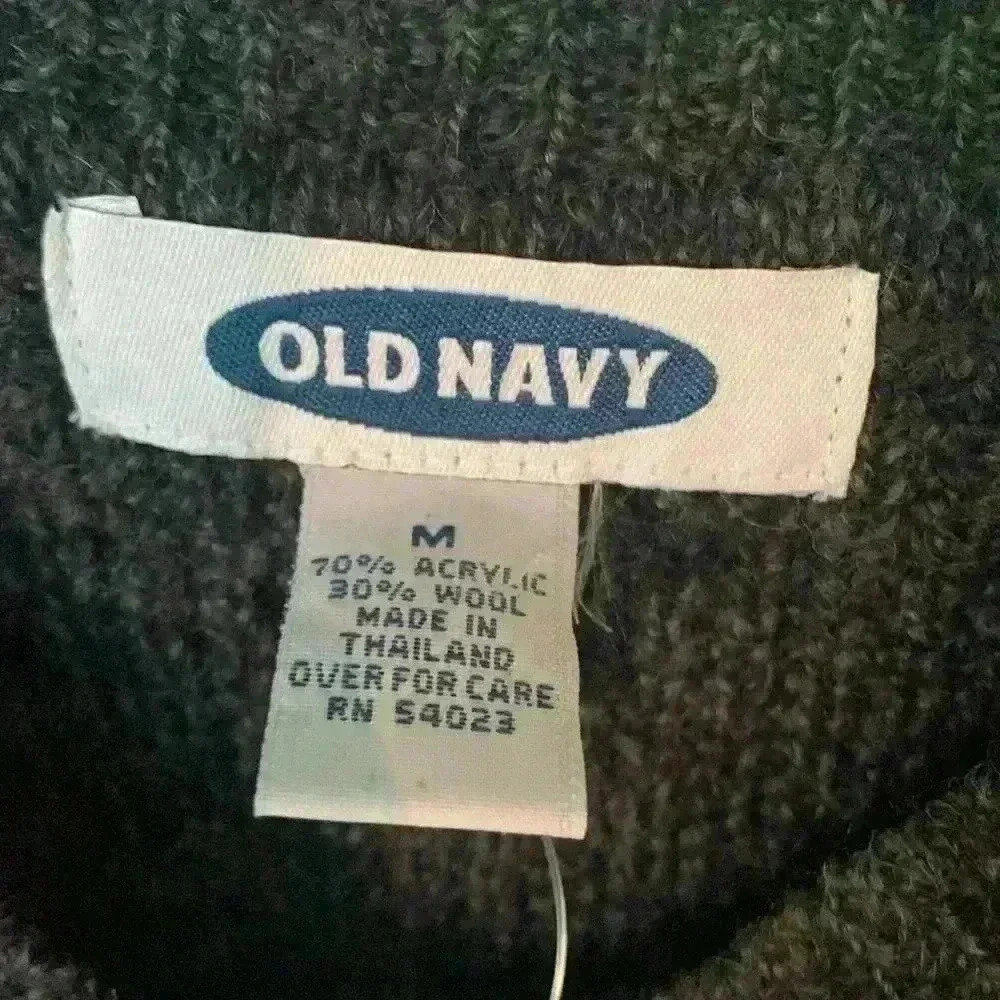 OLD NAVY
M
70% ACRYLIC
30% WOOL
MADE IN
THAILAND
OVER FOR CARE
RN 54023